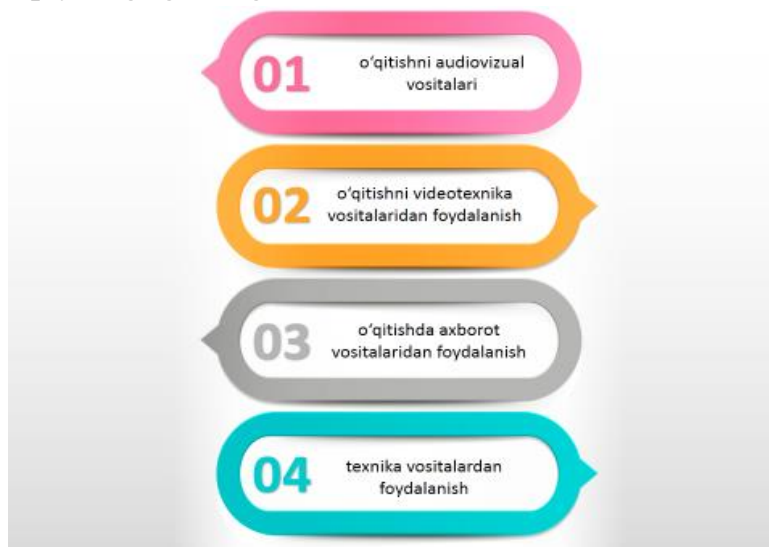 01
o‘qitishni audiovizual
vositalari
02
o‘qitishni videotexnika
vositalaridan foydalanish
03
o‘qitishda axborot
vositalaridan foydalanish
04
texnika vositalardan
foydalanish